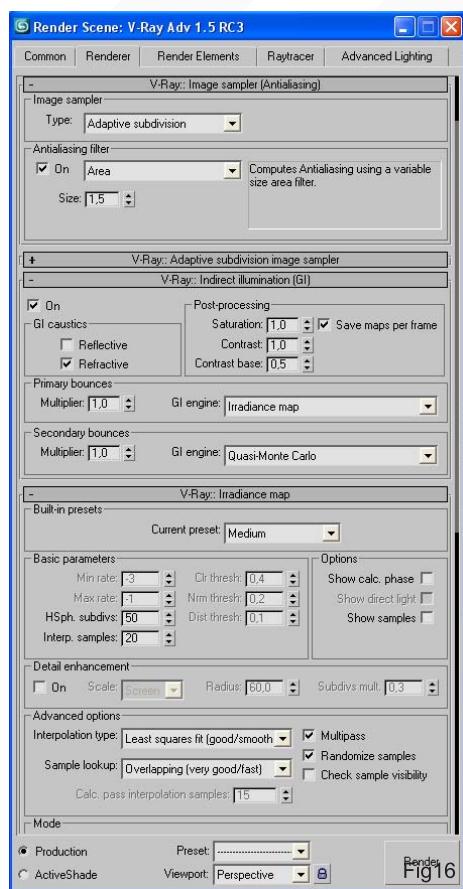 Render Scene: V-Ray Adv 1.5 RC3
Common Renderer Render Elements Raytracer Advanced Lighting
- V-Ray:: Image sampler (Antialiasing)
Image sampler
Type: Adaptive subdivision
Antialiasing filter
On Area Computes Antialiasing using a variable
size area filter.
Size: 1,5
+ V-Ray:: Adaptive subdivision image sampler
- V-Ray:: Indirect illumination (GI)
On Post-processing
Saturation: 1,0 Save maps per frame
GI caustics
Reflective Contrast: 1,0
Refractive Contrast base: 0,5
Primary bounces
Multiplier: 1,0 GI engine: Irradiance map
Secondary bounces
Multiplier: 1,0 GI engine: Quasi-Monte Carlo
- V-Ray:: Irradiance map
Built-in presets
Current preset: Medium
Basic parameters Options
Min rate: -3 Clr thresh: 0,4 Show calc. phase
Max rate: -1 Nrm thresh: 0,2 Show direct light
HSph. subdivs: 50 Dist thresh: 0,1 Show samples
Interp. samples: 20
Detail enhancement
On Scale: Screen Radius: 60,0 Subdivs mult. 0,3
Advanced options
Interpolation type: Least squares fit (good/smooth Multipass
Randomize samples
Sample lookup: Overlapping (very good/fast) Check sample visibility
Calc. pass interpolation samples: 15
Mode
Production Preset: -------------------------
ActiveShade Viewport: Perspective Render
Fig16